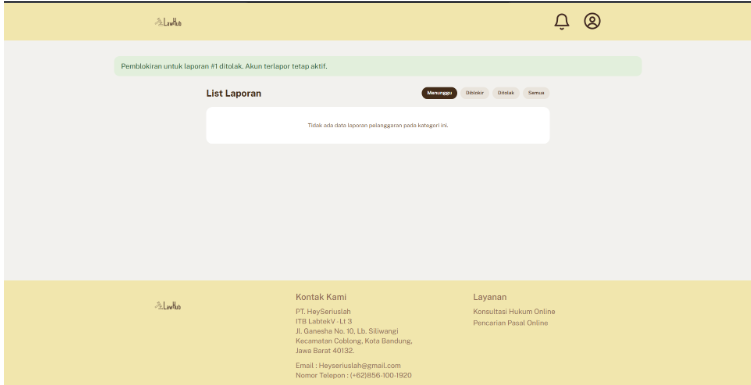 LawHub
Pemblokiran untuk laporan #1 ditolak. Akun terlapor tetap aktif.
List Laporan
Menunggu Diblokir Ditolak Semua
Tidak ada data laporan pelanggaran pada kategori ini.
LawHub
Kontak Kami
PT. HeySeriuslah
ITB LabtekV - Lt 3
Jl. Ganesha No. 10, Lb. Siliwangi
Kecamatan Coblong, Kota Bandung,
Jawa Barat 40132.
Email : Heyseriuslah@gmail.com
Nomor Telepon : (+62)856-100-1920
Layanan
Konsultasi Hukum Online
Pencarian Pasal Online